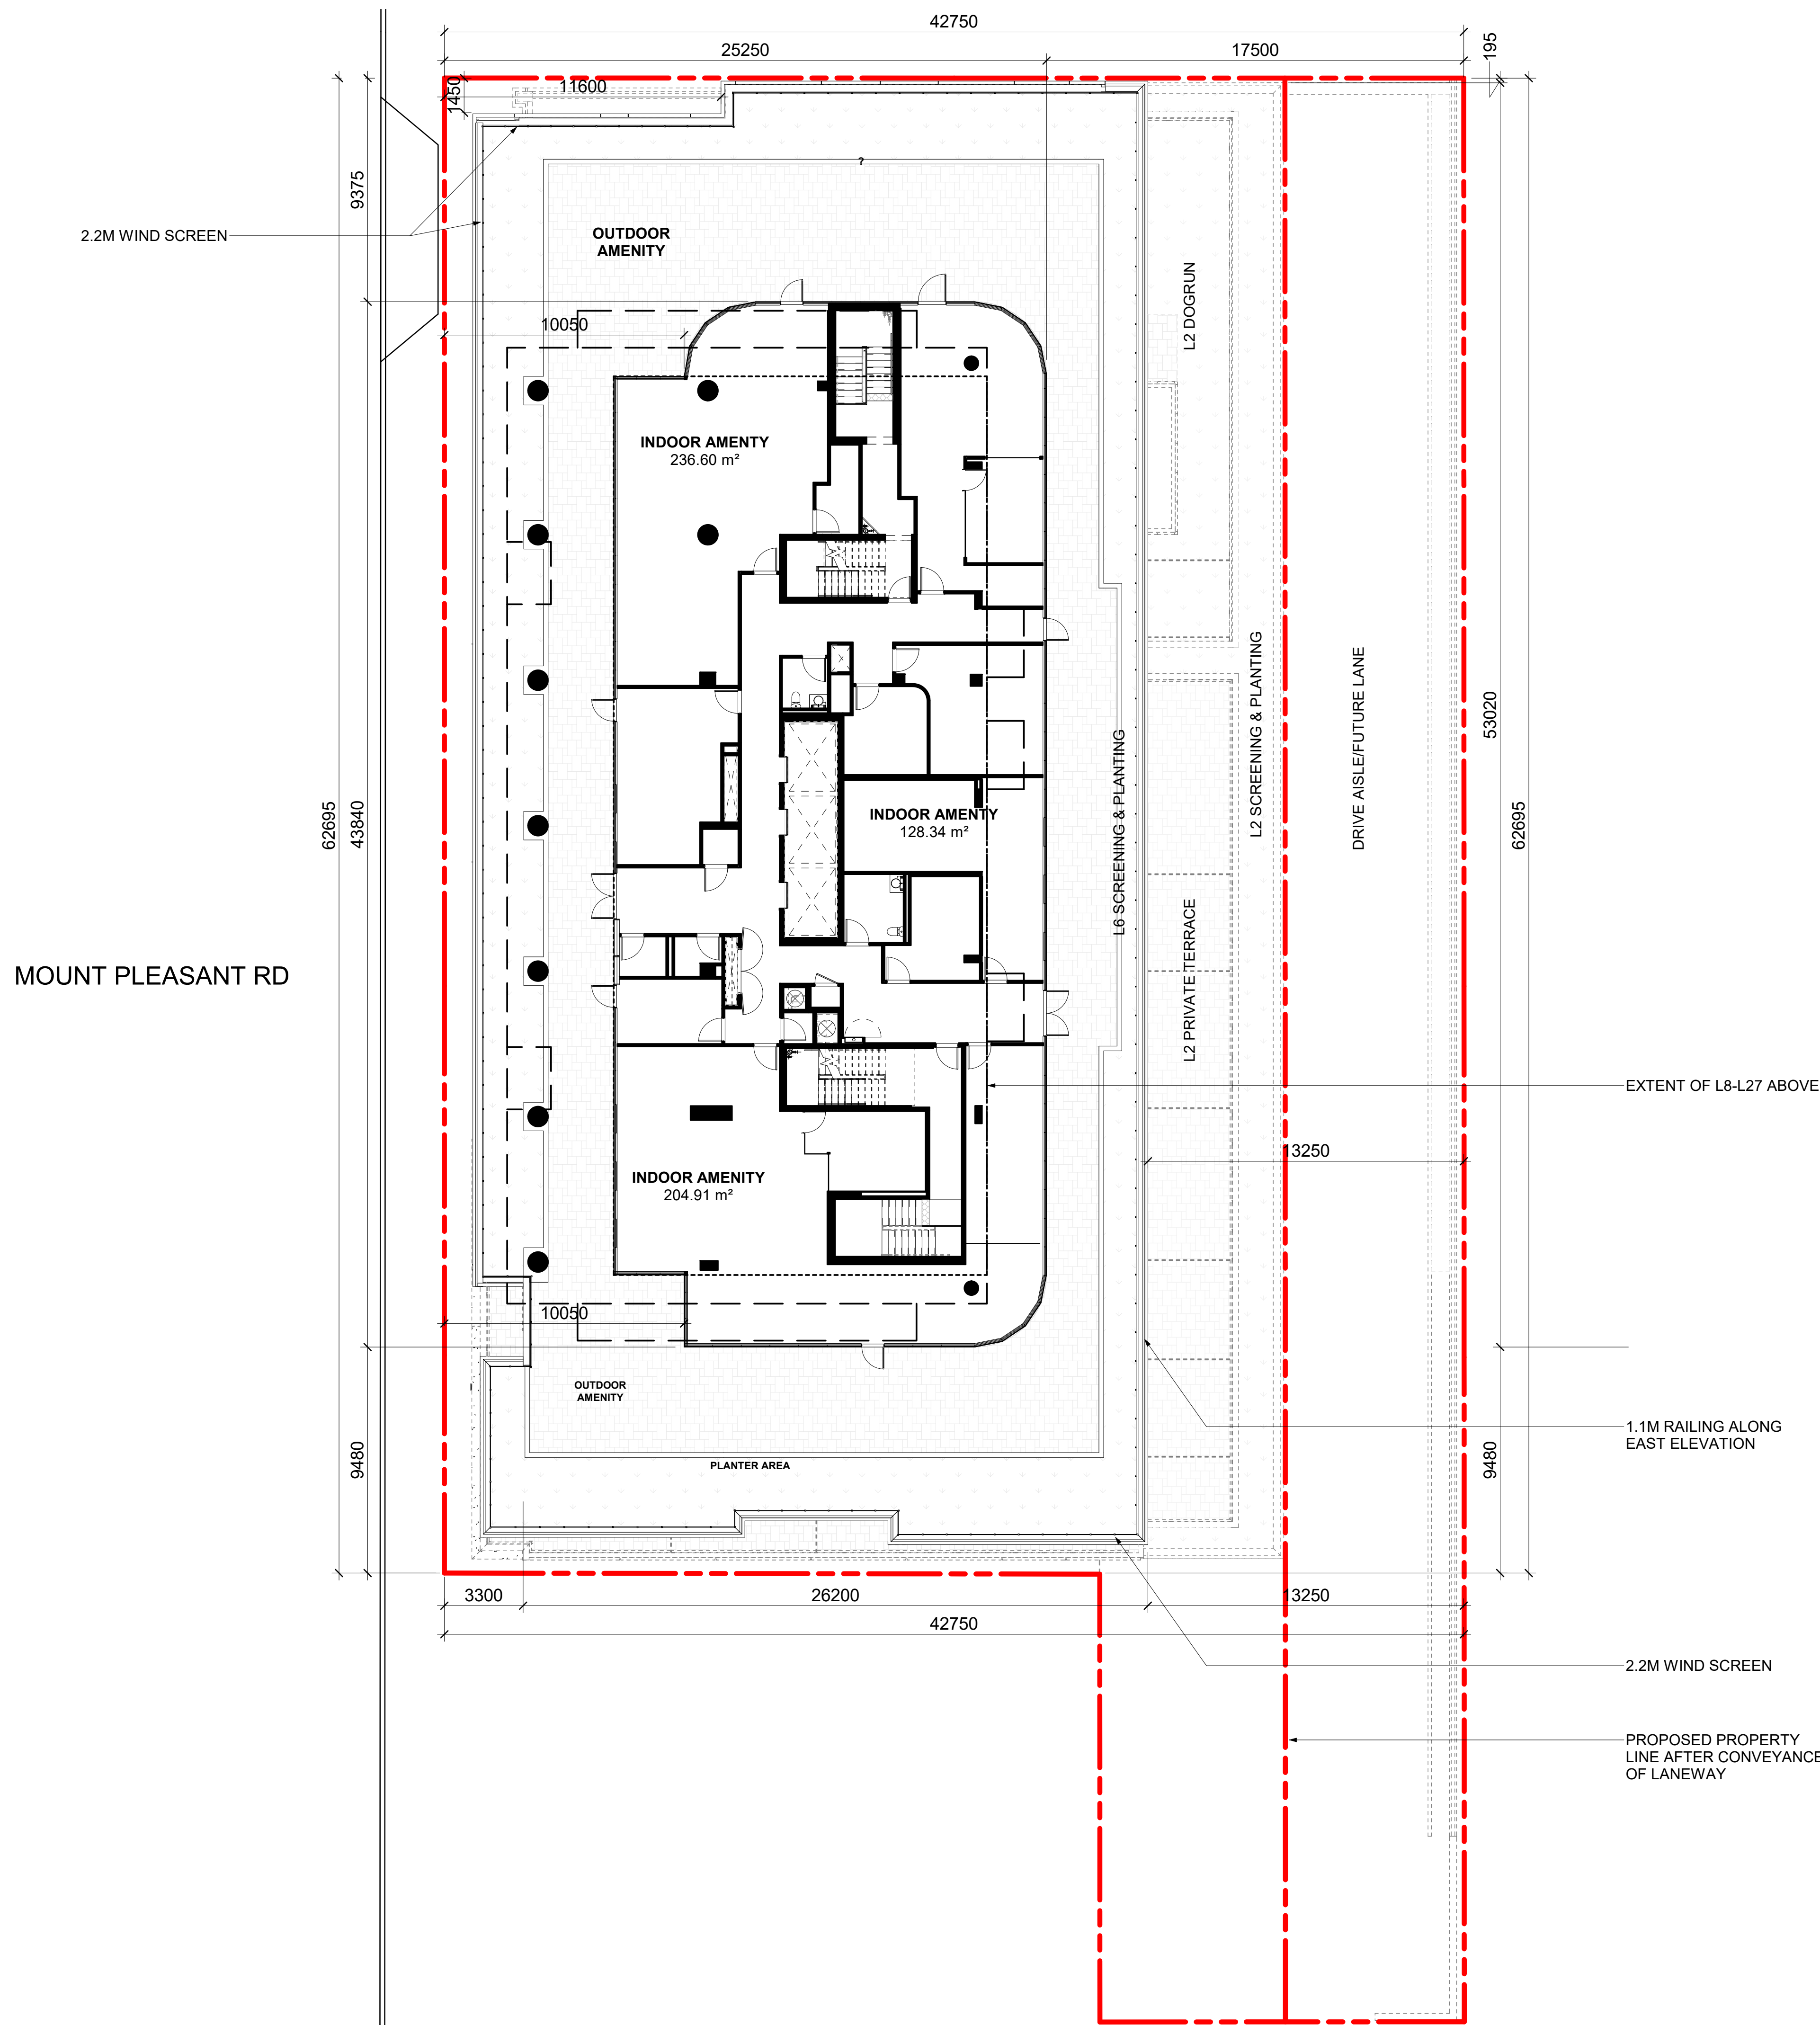 42750
25250
17500
195
1450
11600
9375
?
2.2M WIND SCREEN
OUTDOOR
AMENITY
L2 DOGRUN
10050
INDOOR AMENTY
236.60 m²
L2 SCREENING & PLANTING
DRIVE AISLE/FUTURE LANE
53020
L6 SCREENING & PLANTING
62695
43840
INDOOR AMENTY
128.34 m²
62695
L2 PRIVATE TERRACE
MOUNT PLEASANT RD
EXTENT OF L8-L27 ABOVE
13250
INDOOR AMENITY
204.91 m²
10050
OUTDOOR
AMENITY
1.1M RAILING ALONG
EAST ELEVATION
9480
PLANTER AREA
9480
3300
26200
13250
42750
2.2M WIND SCREEN
PROPOSED PROPERTY
LINE AFTER CONVEYANCE
OF LANEWAY